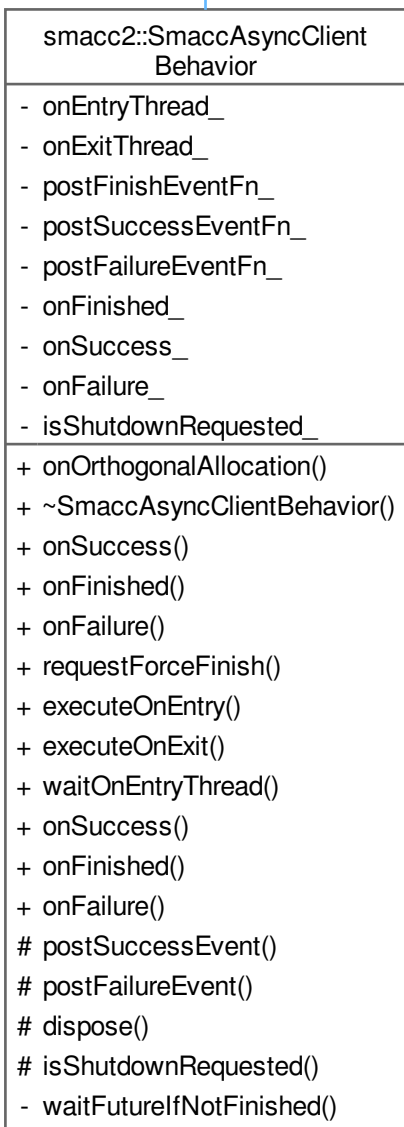 smacc2::SmaccAsyncClient
Behavior
- onEntryThread_
- onExitThread_
- postFinishEventFn_
- postSuccessEventFn_
- postFailureEventFn_
- onFinished_
- onSuccess_
- onFailure_
- isShutdownRequested_
+ onOrthogonalAllocation()
+ ~SmaccAsyncClientBehavior()
+ onSuccess()
+ onFinished()
+ onFailure()
+ requestForceFinish()
+ executeOnEntry()
+ executeOnExit()
+ waitOnEntryThread()
+ onSuccess()
+ onFinished()
+ onFailure()
# postSuccessEvent()
# postFailureEvent()
# dispose()
# isShutdownRequested()
- waitFutureIfNotFinished()